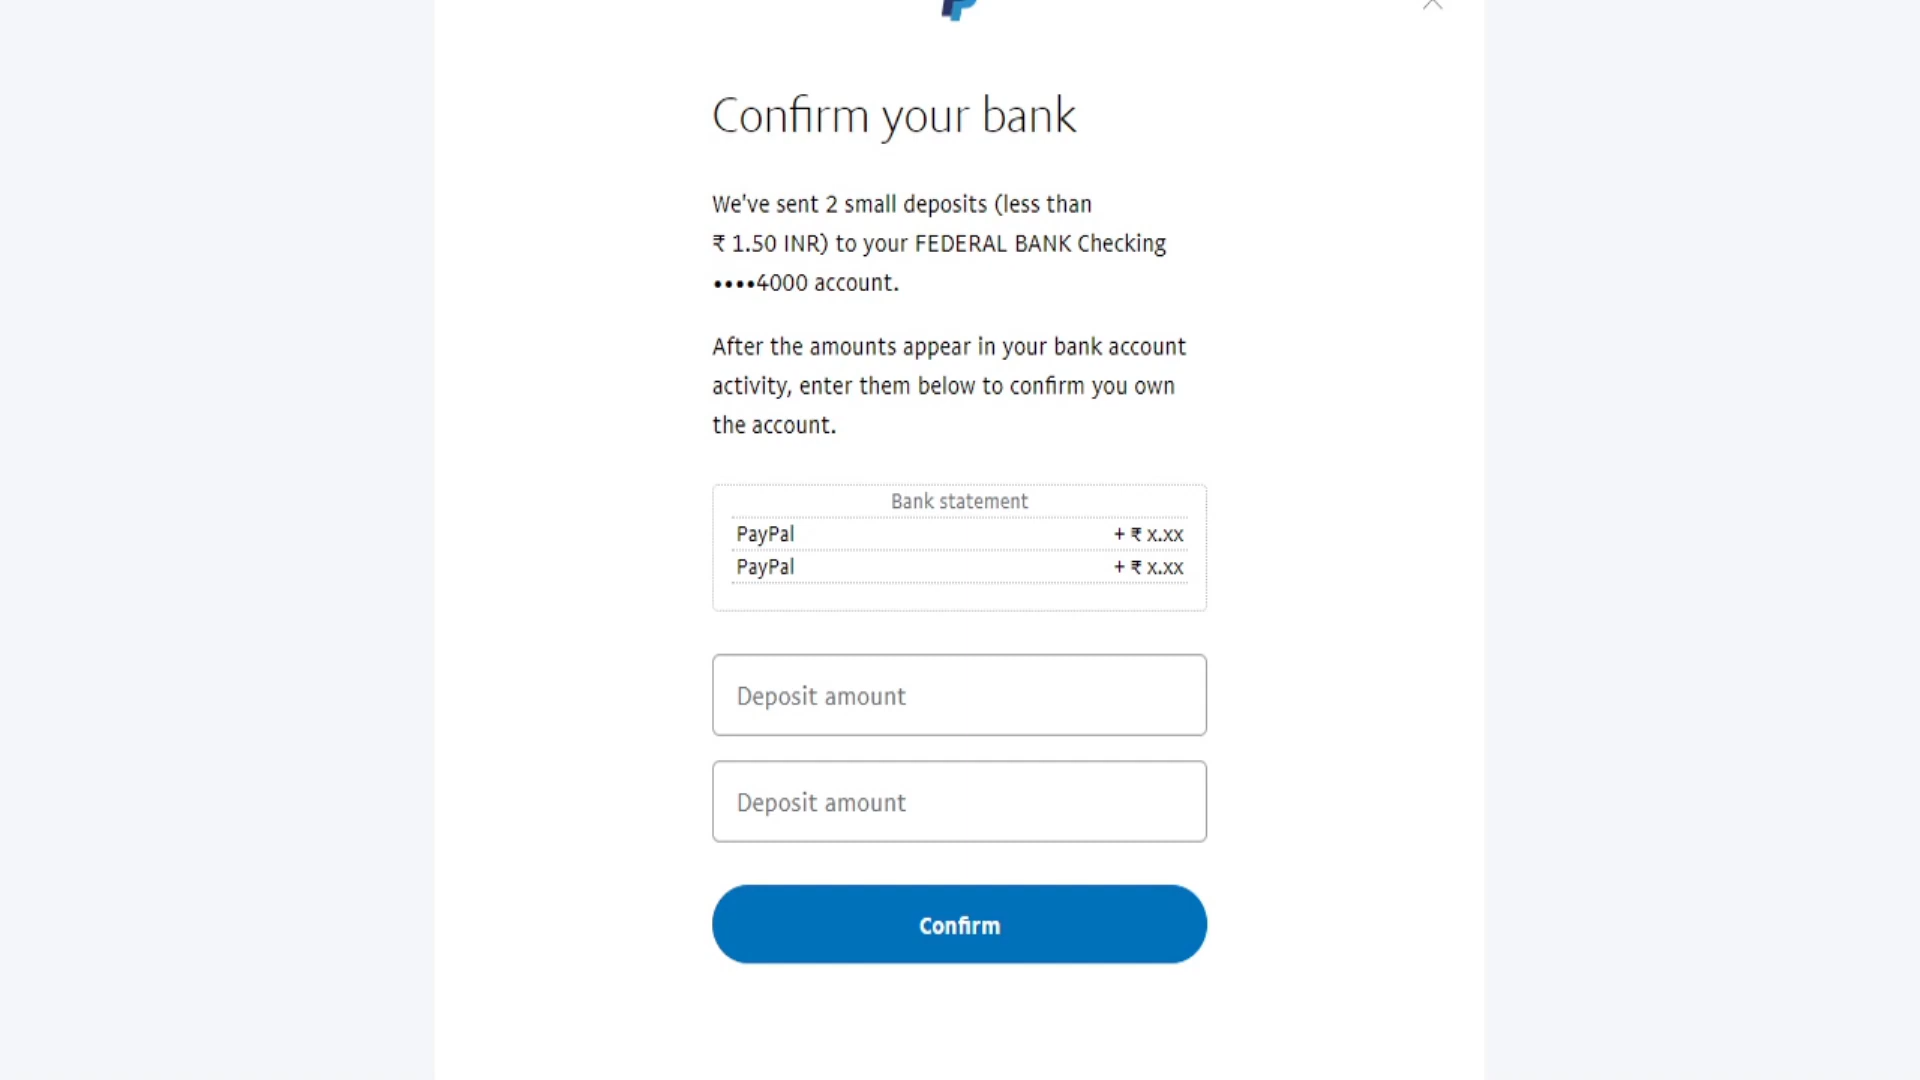 Confirm your bank
We've sent 2 small deposits (less than
₹ 1.50 INR) to your FEDERAL BANK Checking
••••4000 account.
After the amounts appear in your bank account
activity, enter them below to confirm you own
the account.
Bank statement
PayPal + ₹ x.xx
PayPal + ₹ x.xx
Deposit amount
Deposit amount
Confirm